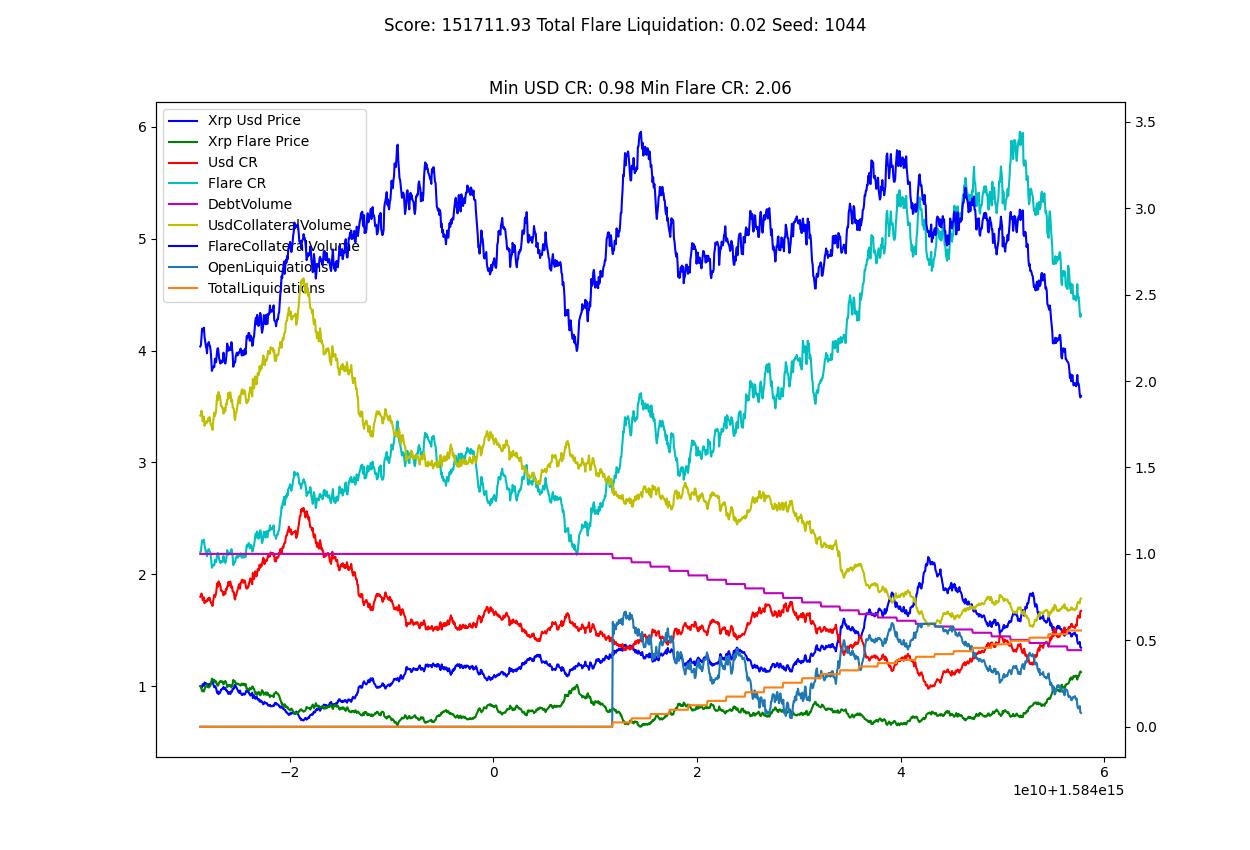 Score: 151711.93 Total Flare Liquidation: 0.02 Seed: 1044
Min USD CR: 0.98 Min Flare CR: 2.06
Xrp Usd Price
Xrp Flare Price
Usd CR
Flare CR
DebtVolume
UsdCollateralVolume
FlareCollateralVolume
OpenLiquidations
TotalLiquidations
6
5
4
3
2
1
3.5
3.0
2.5
2.0
1.5
1.0
0.5
0.0
−2
0
2
4
6
1e10+1.584e15